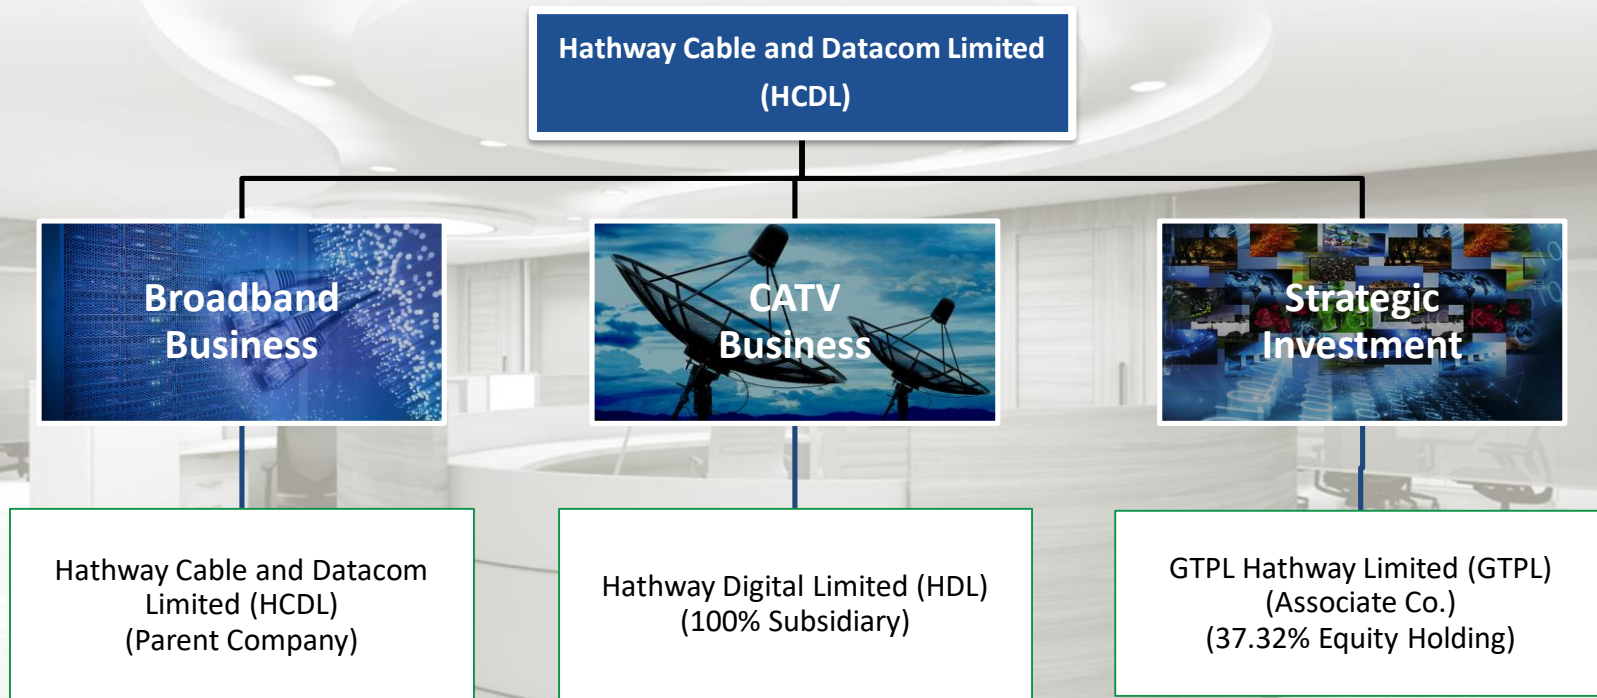 Hathway Cable and Datacom Limited
(HCDL)
Broadband
Business
CATV
Business
Strategic
Investment
Hathway Cable and Datacom
Limited (HCDL)
(Parent Company)
Hathway Digital Limited (HDL)
(100% Subsidiary)
GTPL Hathway Limited (GTPL)
(Associate Co.)
(37.32% Equity Holding)